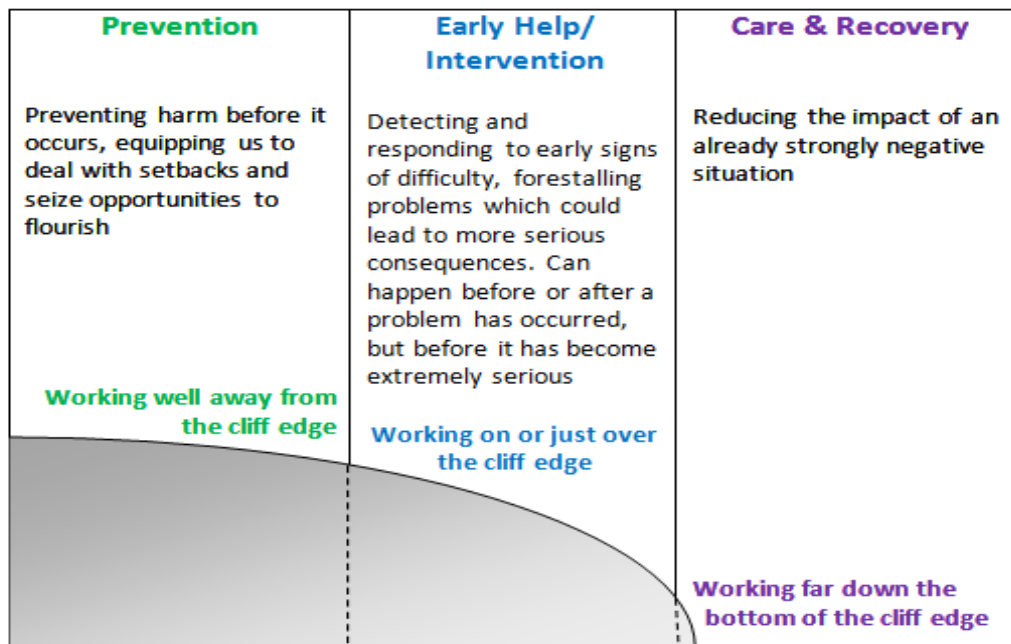 Prevention
Preventing harm before it
occurs, equipping us to
deal with setbacks and
seize opportunities to
flourish
Working well away from
the cliff edge
Early Help/
Intervention
Detecting and
responding to early signs
of difficulty, forestalling
problems which could
lead to more serious
consequences. Can
happen before or after a
problem has occurred,
but before it has become
extremely serious
Working on or just over
the cliff edge
Care & Recovery
Reducing the impact of an
already strongly negative
situation
Working far down the
bottom of the cliff edge